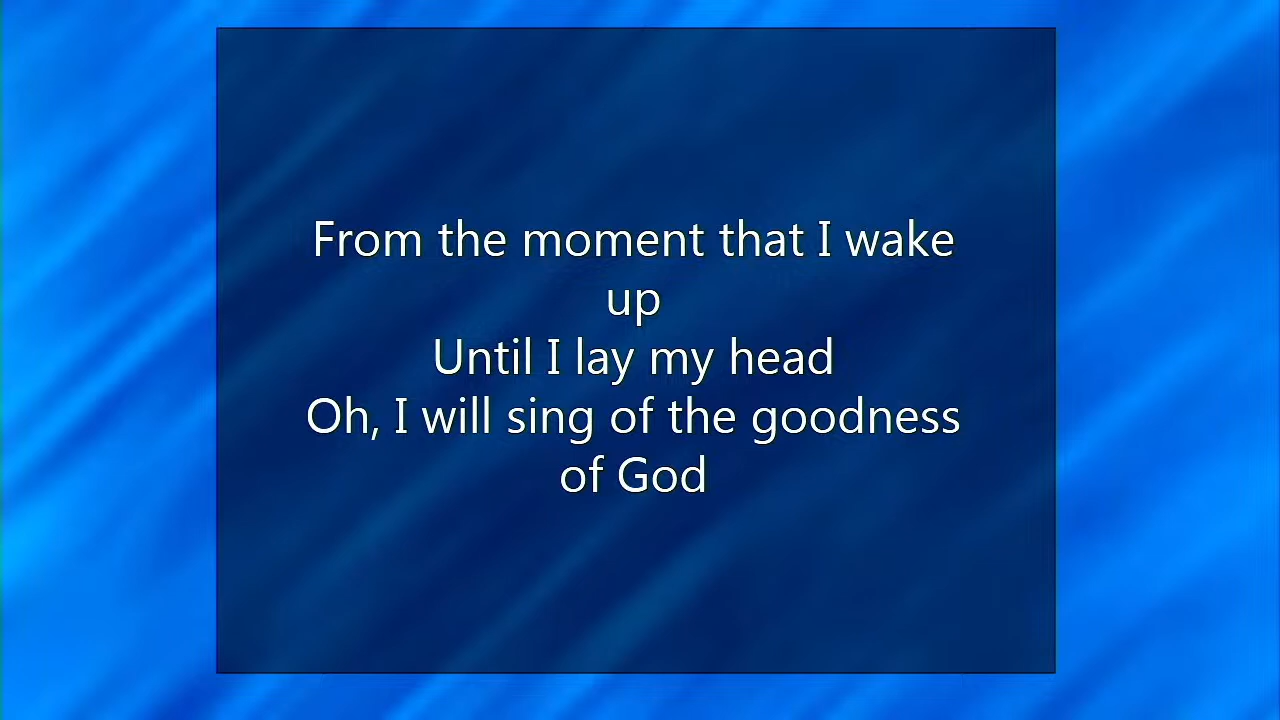 From the moment that I wake
up
Until I lay my head
Oh, I will sing of the goodness
of God